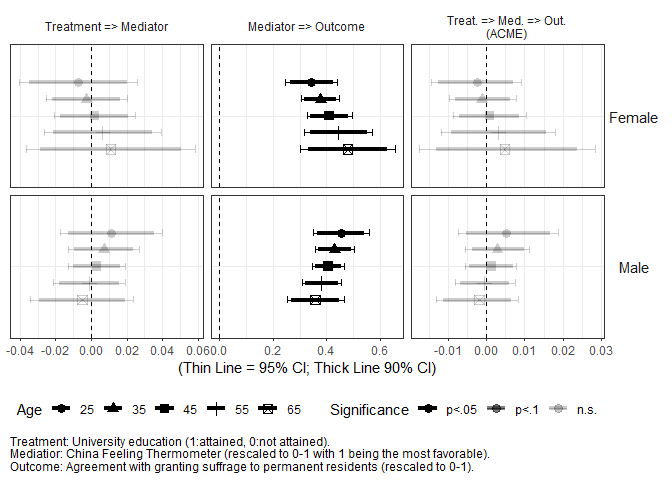 Treatment => Mediator
Mediator => Outcome
Treat. => Med. => Out.
(ACME)
Female
Male
-0.04 -0.02 0.00 0.02 0.04 0.06
0.0 0.2 0.4 0.6
-0.01 0.00 0.01 0.02 0.03
(Thin Line = 95% CI; Thick Line 90% CI)
Age 25 35 45 55 65 Significance p<.05 p<.1 n.s.
Treatment: University education (1:attained, 0:not attained).
Mediatior: China Feeling Thermometer (rescaled to 0-1 with 1 being the most favorable).
Outcome: Agreement with granting suffrage to permanent residents (rescaled to 0-1).